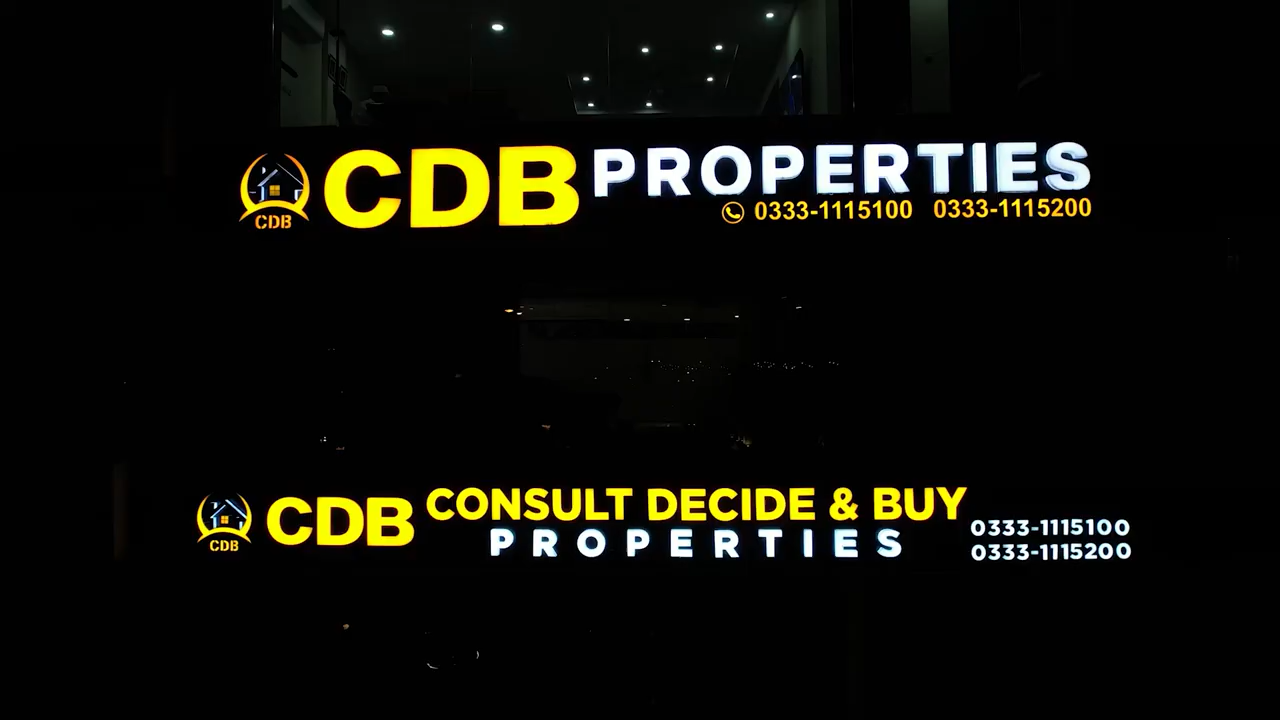 CDB PROPERTIES
CDB
0333-1115100 0333-1115200
CDB CONSULT DECIDE & BUY
PROPERTIES
CDB
0333-1115100
0333-1115200